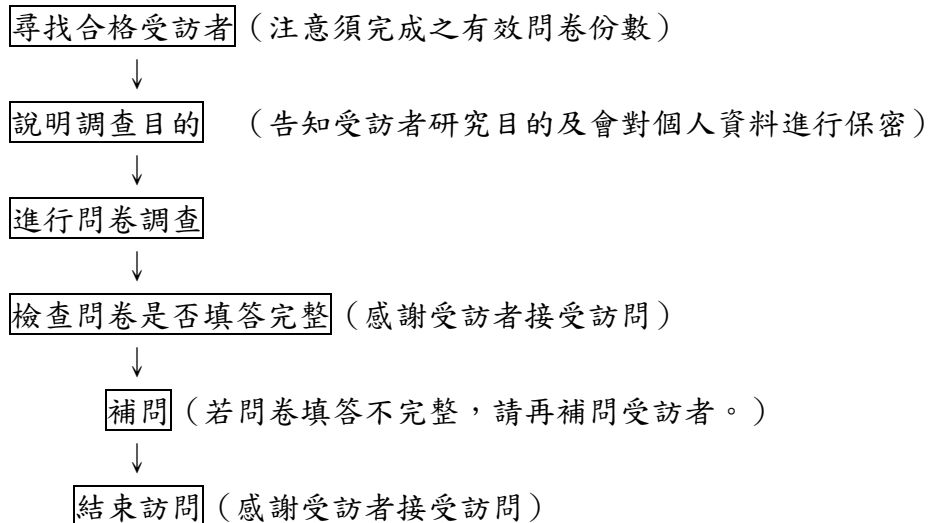 尋找合格受訪者（注意須完成之有效問卷份數）
↓
說明調查目的　（告知受訪者研究目的及會對個人資料進行保密）
↓
進行問卷調查
↓
檢查問卷是否填答完整（感謝受訪者接受訪問）
↓
補問（若問卷填答不完整，請再補問受訪者。）
↓
結束訪問（感謝受訪者接受訪問）